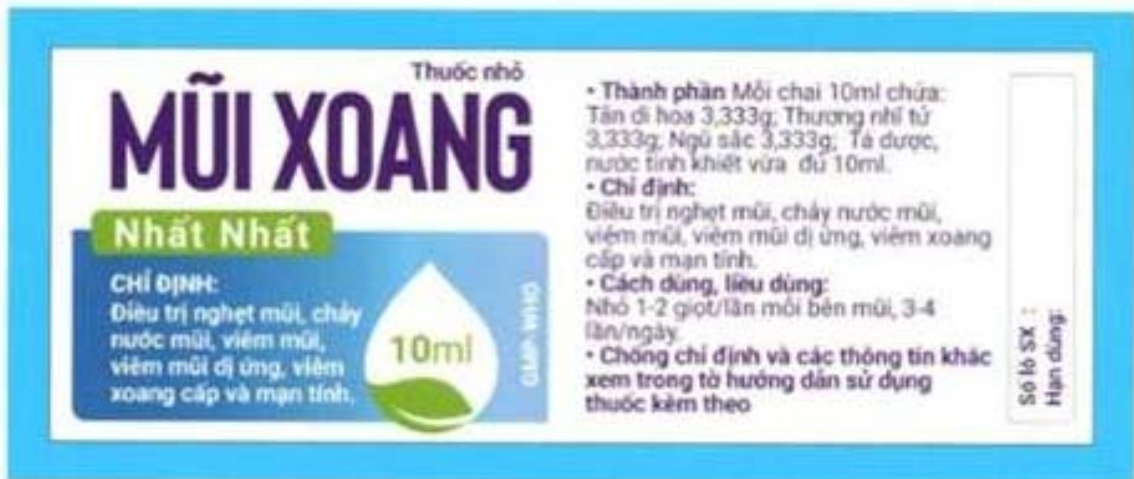 Thuốc nhỏ
MŨI XOANG
Nhất Nhất
CHỈ ĐỊNH:
Điều trị nghẹt mũi, chảy
nước mũi, viêm mũi,
viêm mũi dị ứng, viêm
xoang cấp và mạn tính.
10ml
GMP-WHO
• Thành phần Mỗi chai 10ml chứa:
Tân di hoa 3,333g; Thương nhĩ tử
3,333g; Ngũ sắc 3,333g; Tá dược,
nước tinh khiết vừa đủ 10ml.
• Chỉ định:
Điều trị nghẹt mũi, chảy nước mũi,
viêm mũi, viêm mũi dị ứng, viêm xoang
cấp và mạn tính.
• Cách dùng, liều dùng:
Nhỏ 1-2 giọt/lần mỗi bên mũi, 3-4
lần/ngày.
• Chống chỉ định và các thông tin khác
xem trong tờ hướng dẫn sử dụng
thuốc kèm theo
Số lô SX :
Hạn dùng: